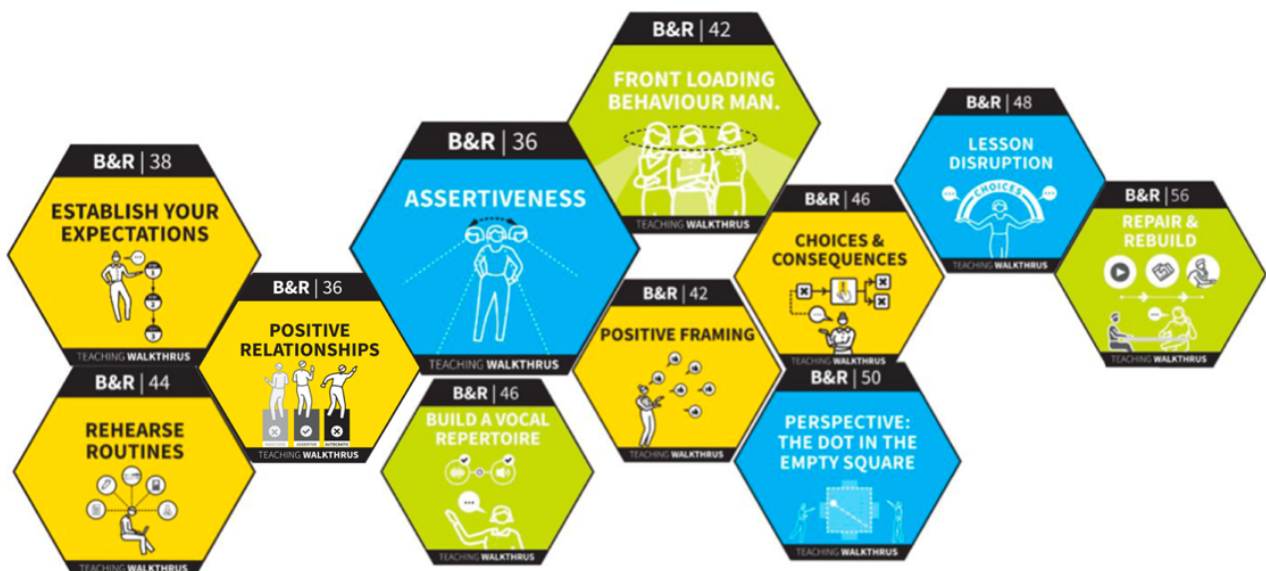 B&R | 38
ESTABLISH YOUR
EXPECTATIONS
TEACHING WALKTHRUS
B&R | 44
REHEARSE
ROUTINES
TEACHING WALKTHRUS
B&R | 36
POSITIVE
RELATIONSHIPS
ASSERTIVE
AUTOCRATIC
TEACHING WALKTHRUS
B&R | 36
ASSERTIVENESS
TEACHING WALKTHRUS
B&R | 46
BUILD A VOCAL
REPERTOIRE
TEACHING WALKTHRUS
B&R | 42
FRONT LOADING
BEHAVIOUR MAN.
TEACHING WALKTHRUS
B&R | 42
POSITIVE FRAMING
TEACHING WALKTHRUS
B&R | 46
CHOICES &
CONSEQUENCES
TEACHING WALKTHRUS
B&R | 50
PERSPECTIVE:
THE DOT IN THE
EMPTY SQUARE
TEACHING WALKTHRUS
B&R | 48
LESSON
DISRUPTION
CHOICES
TEACHING WALKTHRUS
B&R | 56
REPAIR &
REBUILD
TEACHING WALKTHRUS